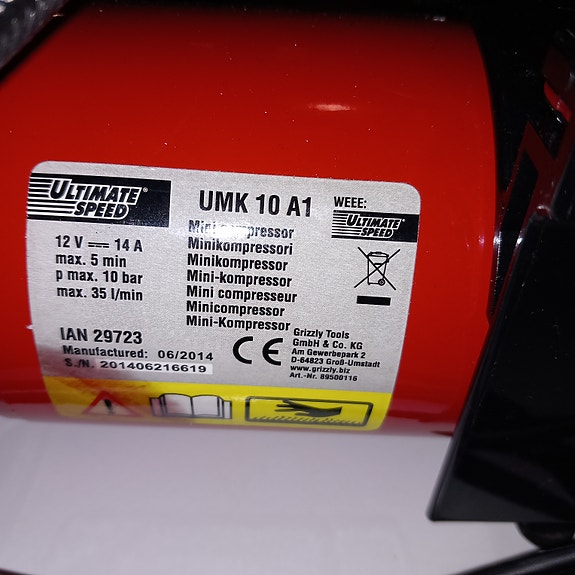 ULTIMATE SPEED®
UMK 10 A1
WEEE:
ULTIMATE SPEED®
12 V ⎓ 14 A
max. 5 min
p max. 10 bar
max. 35 l/min
Mini compressor
Minikompressori
Minikompressor
Mini-kompressor
Mini compresseur
Minicompressor
Mini-Kompressor
IAN 29723
Manufactured: 06/2014
S./N. 201406216619
CE
Grizzly Tools
GmbH & Co. KG
Am Gewerbepark 2
D-64823 Groß-Umstadt
www.grizzly.biz
Art.-Nr. 89500116